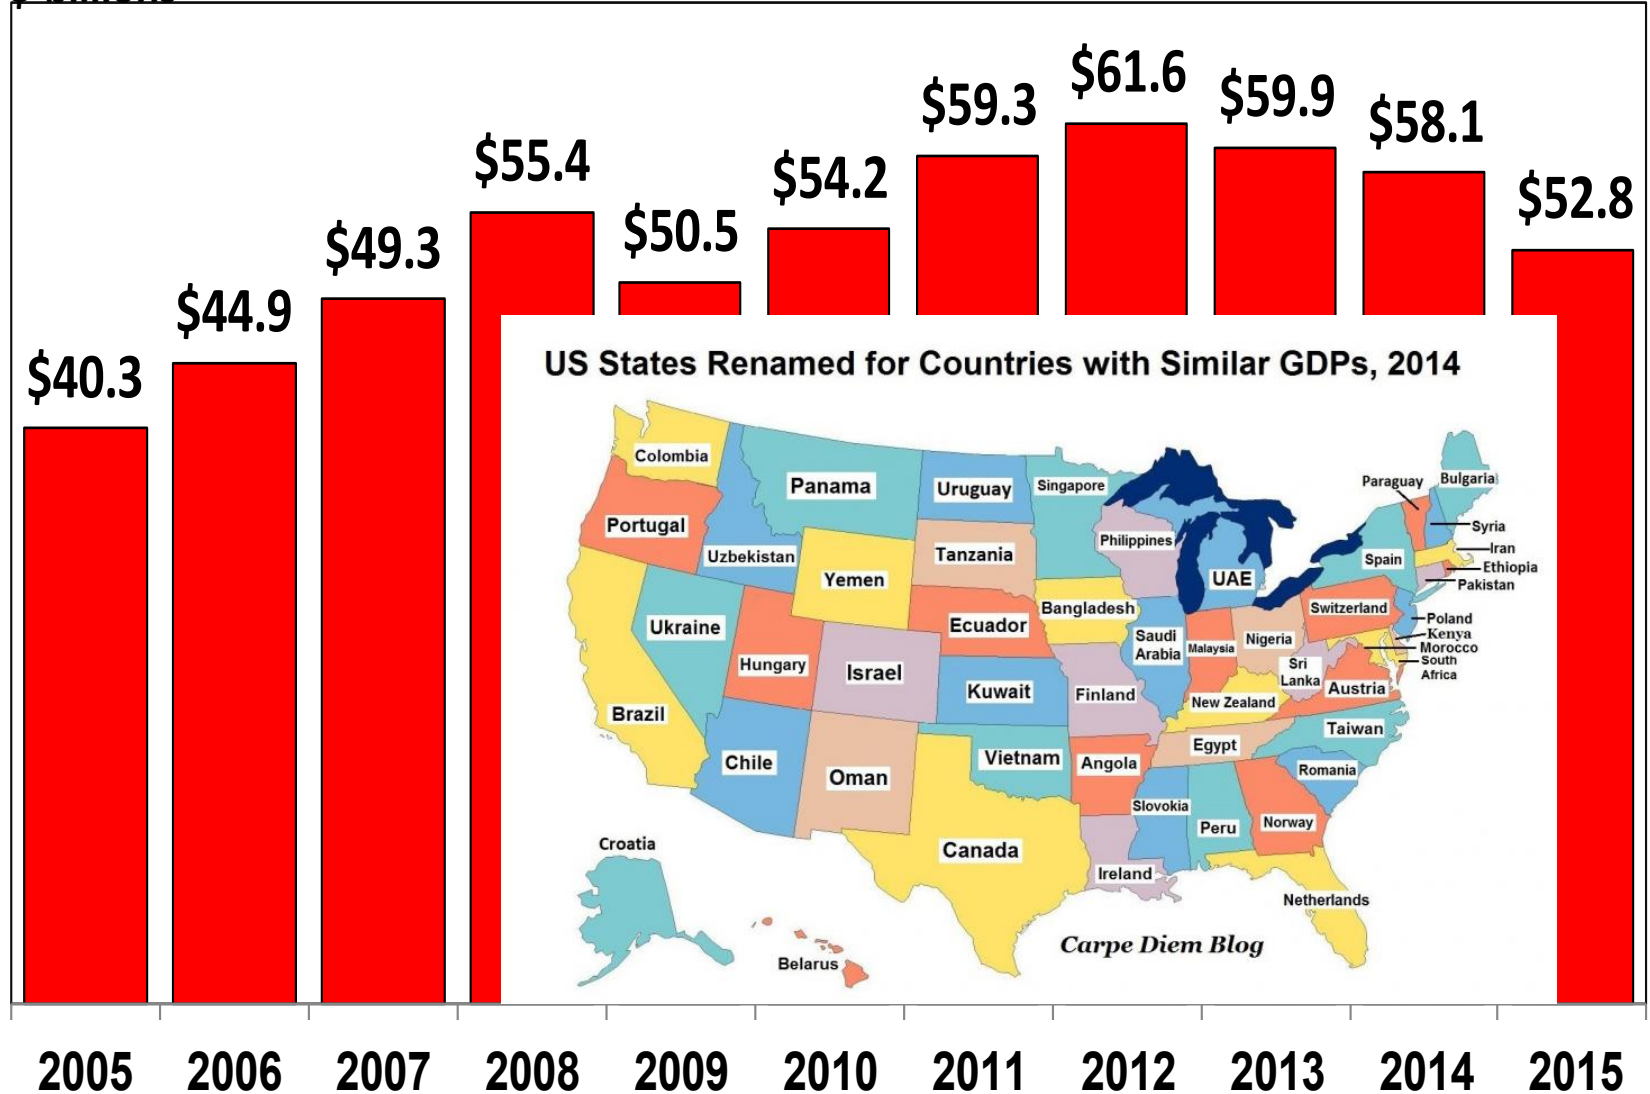 $61.6
$59.3
$59.9
$58.1
$55.4
$54.2
$52.8
$50.5
$49.3
$44.9
$40.3
US States Renamed for Countries with Similar GDPs, 2014
Colombia
Panama
Uruguay
Singapore
Paraguay
Bulgaria
Portugal
Uzbekistan
Tanzania
Philippines
Syria
Yemen
UAE
Spain
Iran
Ethiopia
Pakistan
Ukraine
Ecuador
Bangladesh
Switzerland
Poland
Kenya
Morocco
South
Africa
Hungary
Israel
Kuwait
Finland
Saudi
Arabia
Malaysia
Nigeria
Sri
Lanka
Austria
Brazil
New Zealand
Taiwan
Chile
Oman
Vietnam
Angola
Egypt
Romania
Slovokia
Peru
Norway
Croatia
Canada
Ireland
Netherlands
Belarus
Carpe Diem Blog
2005 2006 2007 2008 2009 2010 2011 2012 2013 2014 2015